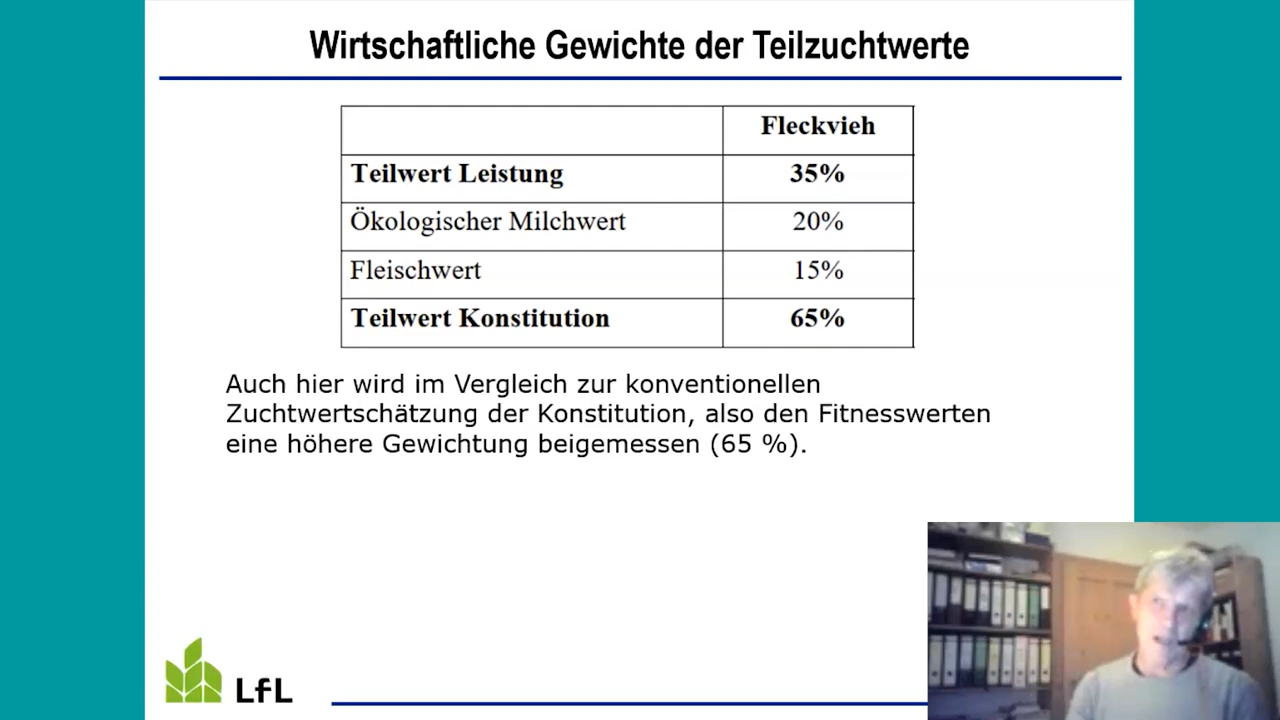 Wirtschaftliche Gewichte der Teilzuchtwerte
Fleckvieh
Teilwert Leistung 35%
Ökologischer Milchwert 20%
Fleischwert 15%
Teilwert Konstitution 65%
Auch hier wird im Vergleich zur konventionellen
Zuchtwertschätzung der Konstitution, also den Fitnesswerten
eine höhere Gewichtung beigemessen (65 %).
LfL